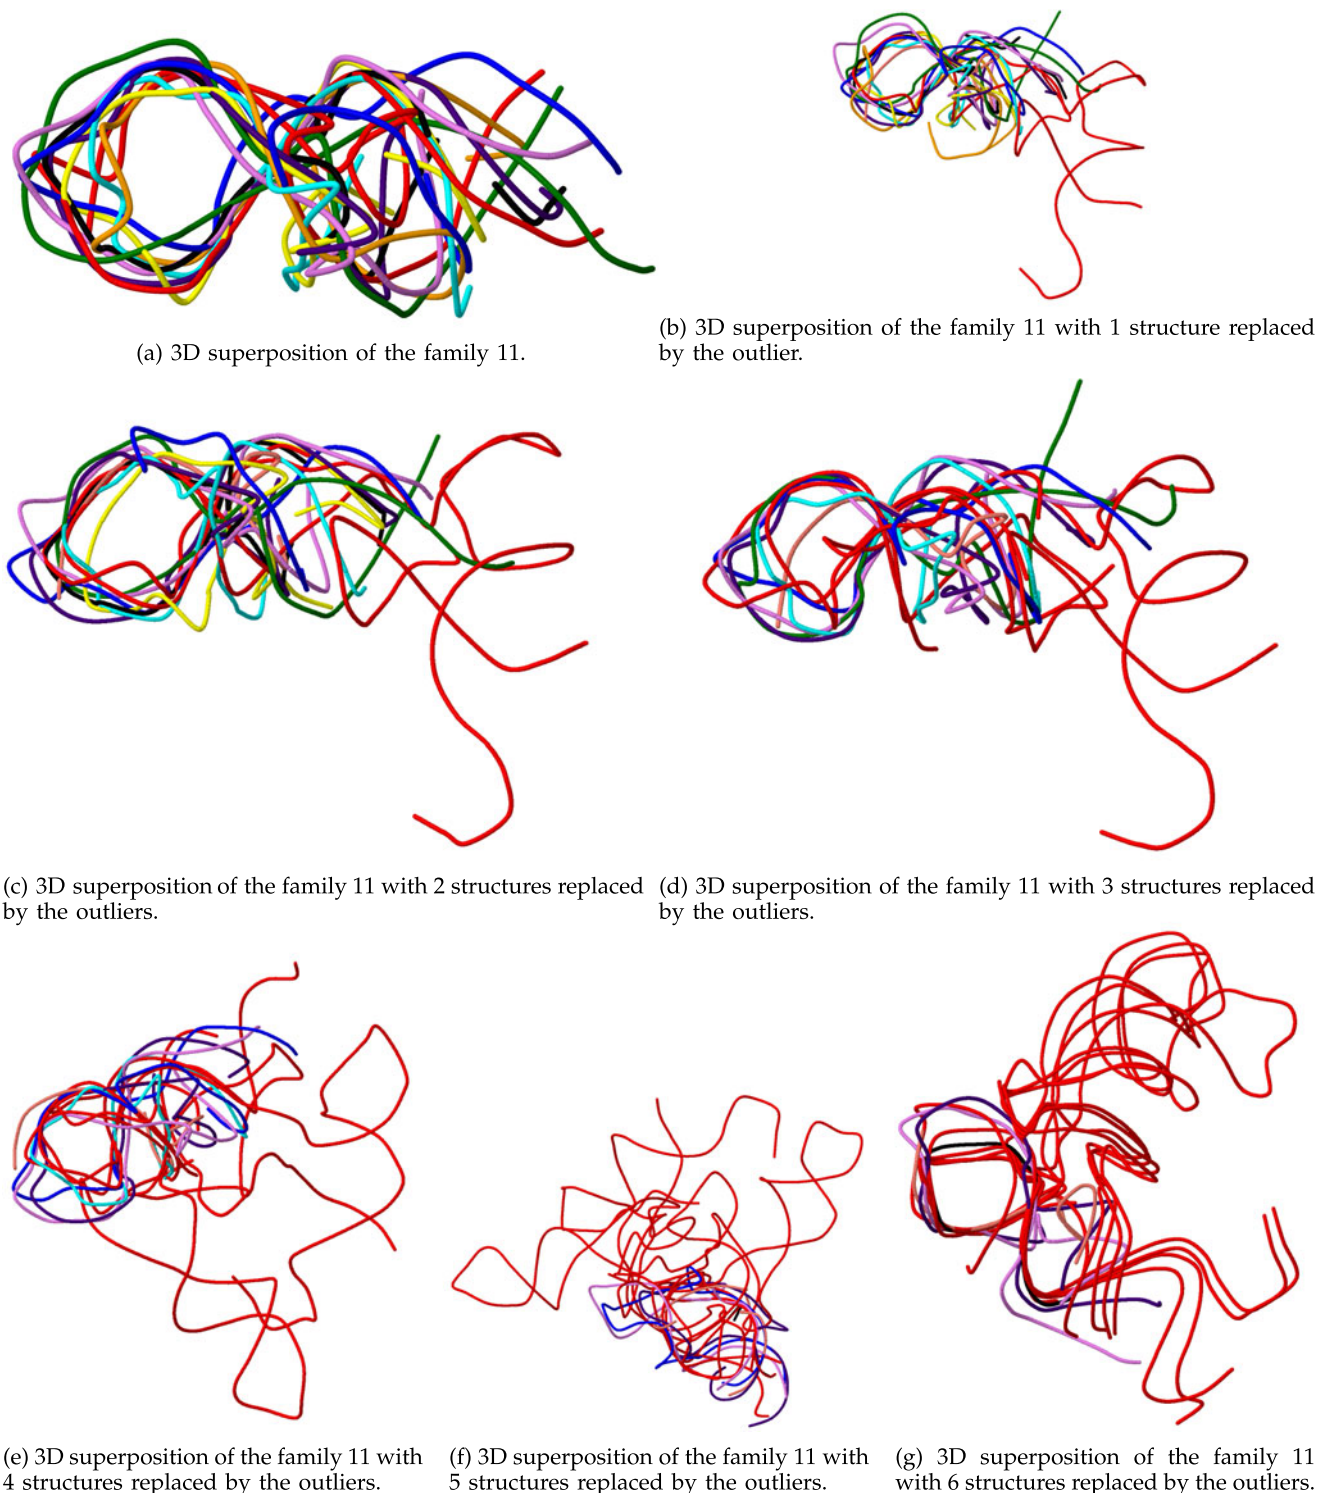 (a) 3D superposition of the family 11.
(b) 3D superposition of the family 11 with 1 structure replaced
by the outlier.
(c) 3D superposition of the family 11 with 2 structures replaced
by the outliers.
(d) 3D superposition of the family 11 with 3 structures replaced
by the outliers.
(e) 3D superposition of the family 11 with
4 structures replaced by the outliers.
(f) 3D superposition of the family 11 with
5 structures replaced by the outliers.
(g) 3D superposition of the family 11
with 6 structures replaced by the outliers.